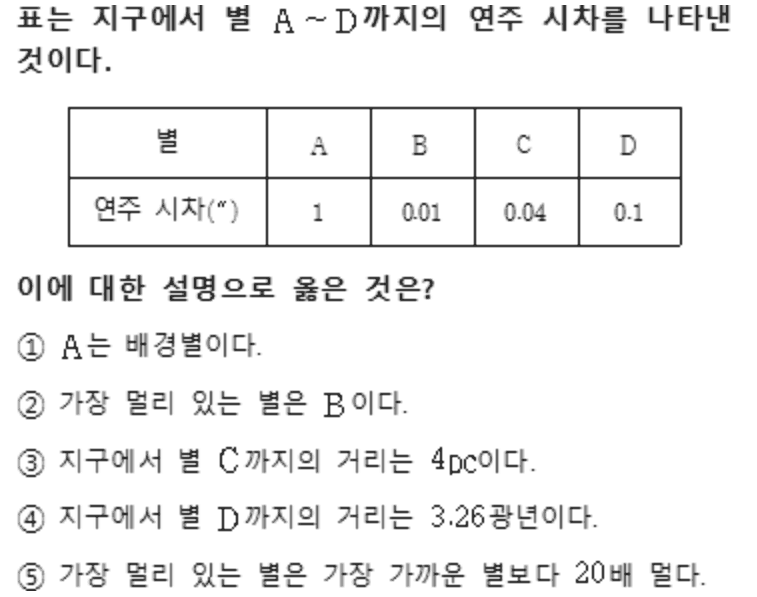 표는 지구에서 별 A ~ D까지의 연주 시차를 나타낸
것이다.
별 A B C D
연주 시차(″) 1 0.01 0.04 0.1
이에 대한 설명으로 옳은 것은?
① A는 배경별이다.
② 가장 멀리 있는 별은 B이다.
③ 지구에서 별 C까지의 거리는 4pc이다.
④ 지구에서 별 D까지의 거리는 3.26광년이다.
⑤ 가장 멀리 있는 별은 가장 가까운 별보다 20배 멀다.